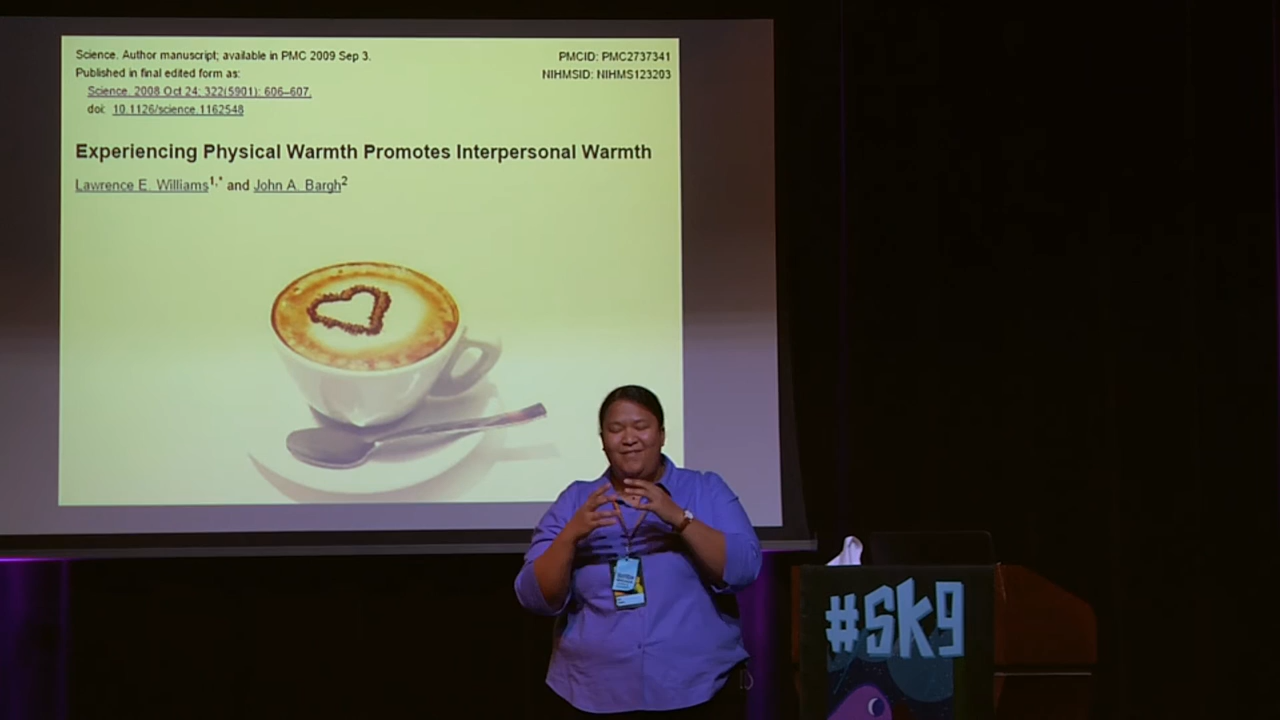 Science. Author manuscript; available in PMC 2009 Sep 3.
PMCID: PMC2737341
Published in final edited form as:
NIHMSID: NIHMS123203
Science. 2008 Oct 24; 322(5901): 606–607.
doi: 10.1126/science.1162548
Experiencing Physical Warmth Promotes Interpersonal Warmth
Lawrence E. Williams1,* and John A. Bargh2
#SK9